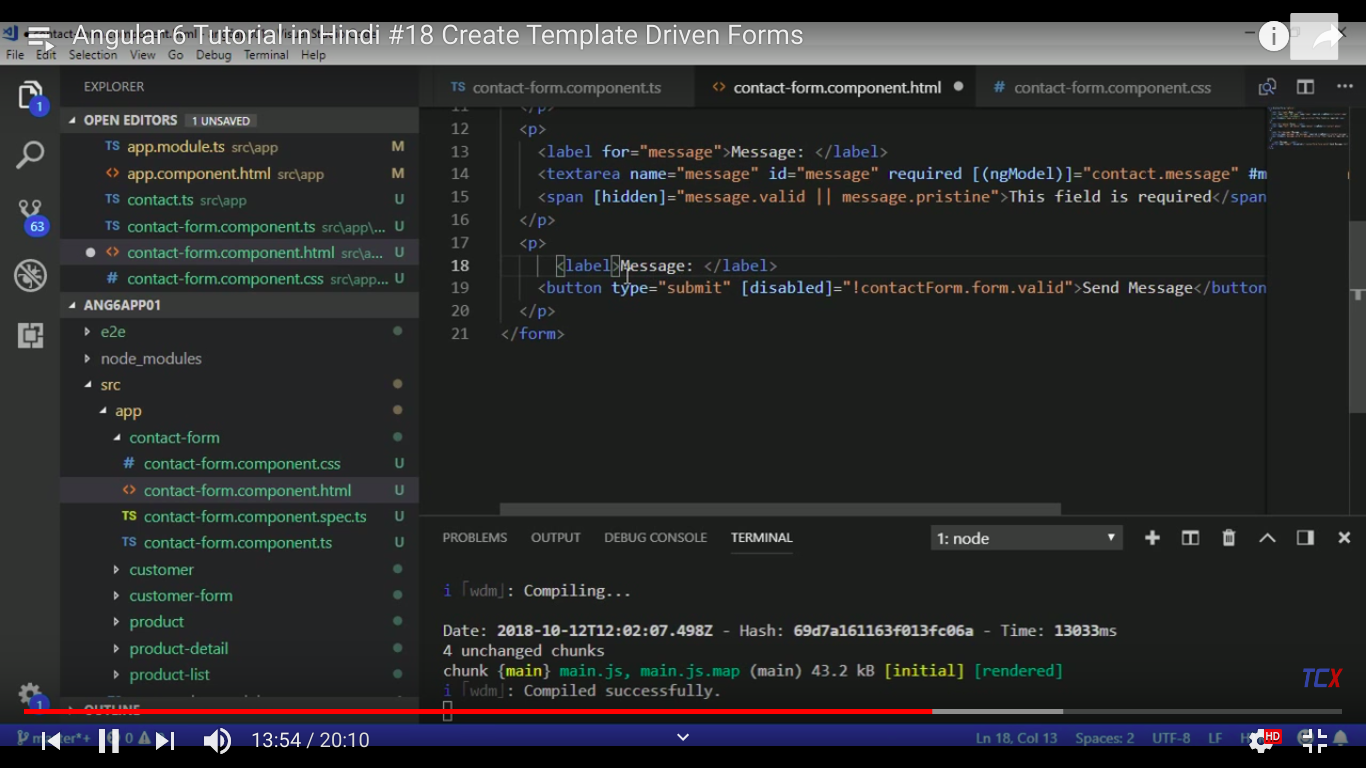 Angular 6 Tutorial in Hindi #18 Create Template Driven Forms
File Edit Selection View Go Debug Terminal Help
EXPLORER
OPEN EDITORS 1 UNSAVED
TS app.module.ts src\app M
<> app.component.html src\app M
TS contact.ts src\app U
TS contact-form.component.ts src\app\... U
<> contact-form.component.html src\a... U
# contact-form.component.css src\app... U
ANG6APP01
e2e
node_modules
src
app
contact-form
# contact-form.component.css U
<> contact-form.component.html U
TS contact-form.component.spec.ts U
TS contact-form.component.ts U
customer
customer-form
product
product-detail
product-list
OUTLINE
1
63
1
TS contact-form.component.ts <> contact-form.component.html # contact-form.component.css
11 </p>
12 <p>
13 <label for="message">Message: </label>
14 <textarea name="message" id="message" required [(ngModel)]="contact.message" #m
15 <span [hidden]="message.valid || message.pristine">This field is required</span
16 </p>
17 <p>
18 <label>Message: </label>
19 <button type="submit" [disabled]="!contactForm.form.valid">Send Message</button
20 </p>
21 </form>
PROBLEMS OUTPUT DEBUG CONSOLE TERMINAL 1: node
i ｢wdm｣: Compiling...
Date: 2018-10-12T12:02:07.498Z - Hash: 69d7a161163f013fc06a - Time: 13033ms
4 unchanged chunks
chunk {main} main.js, main.js.map (main) 43.2 kB [initial] [rendered]
i ｢wdm｣: Compiled successfully.
TCX
13:54 / 20:10
0 0
Ln 18, Col 13 Spaces: 2 UTF-8 LF
HD